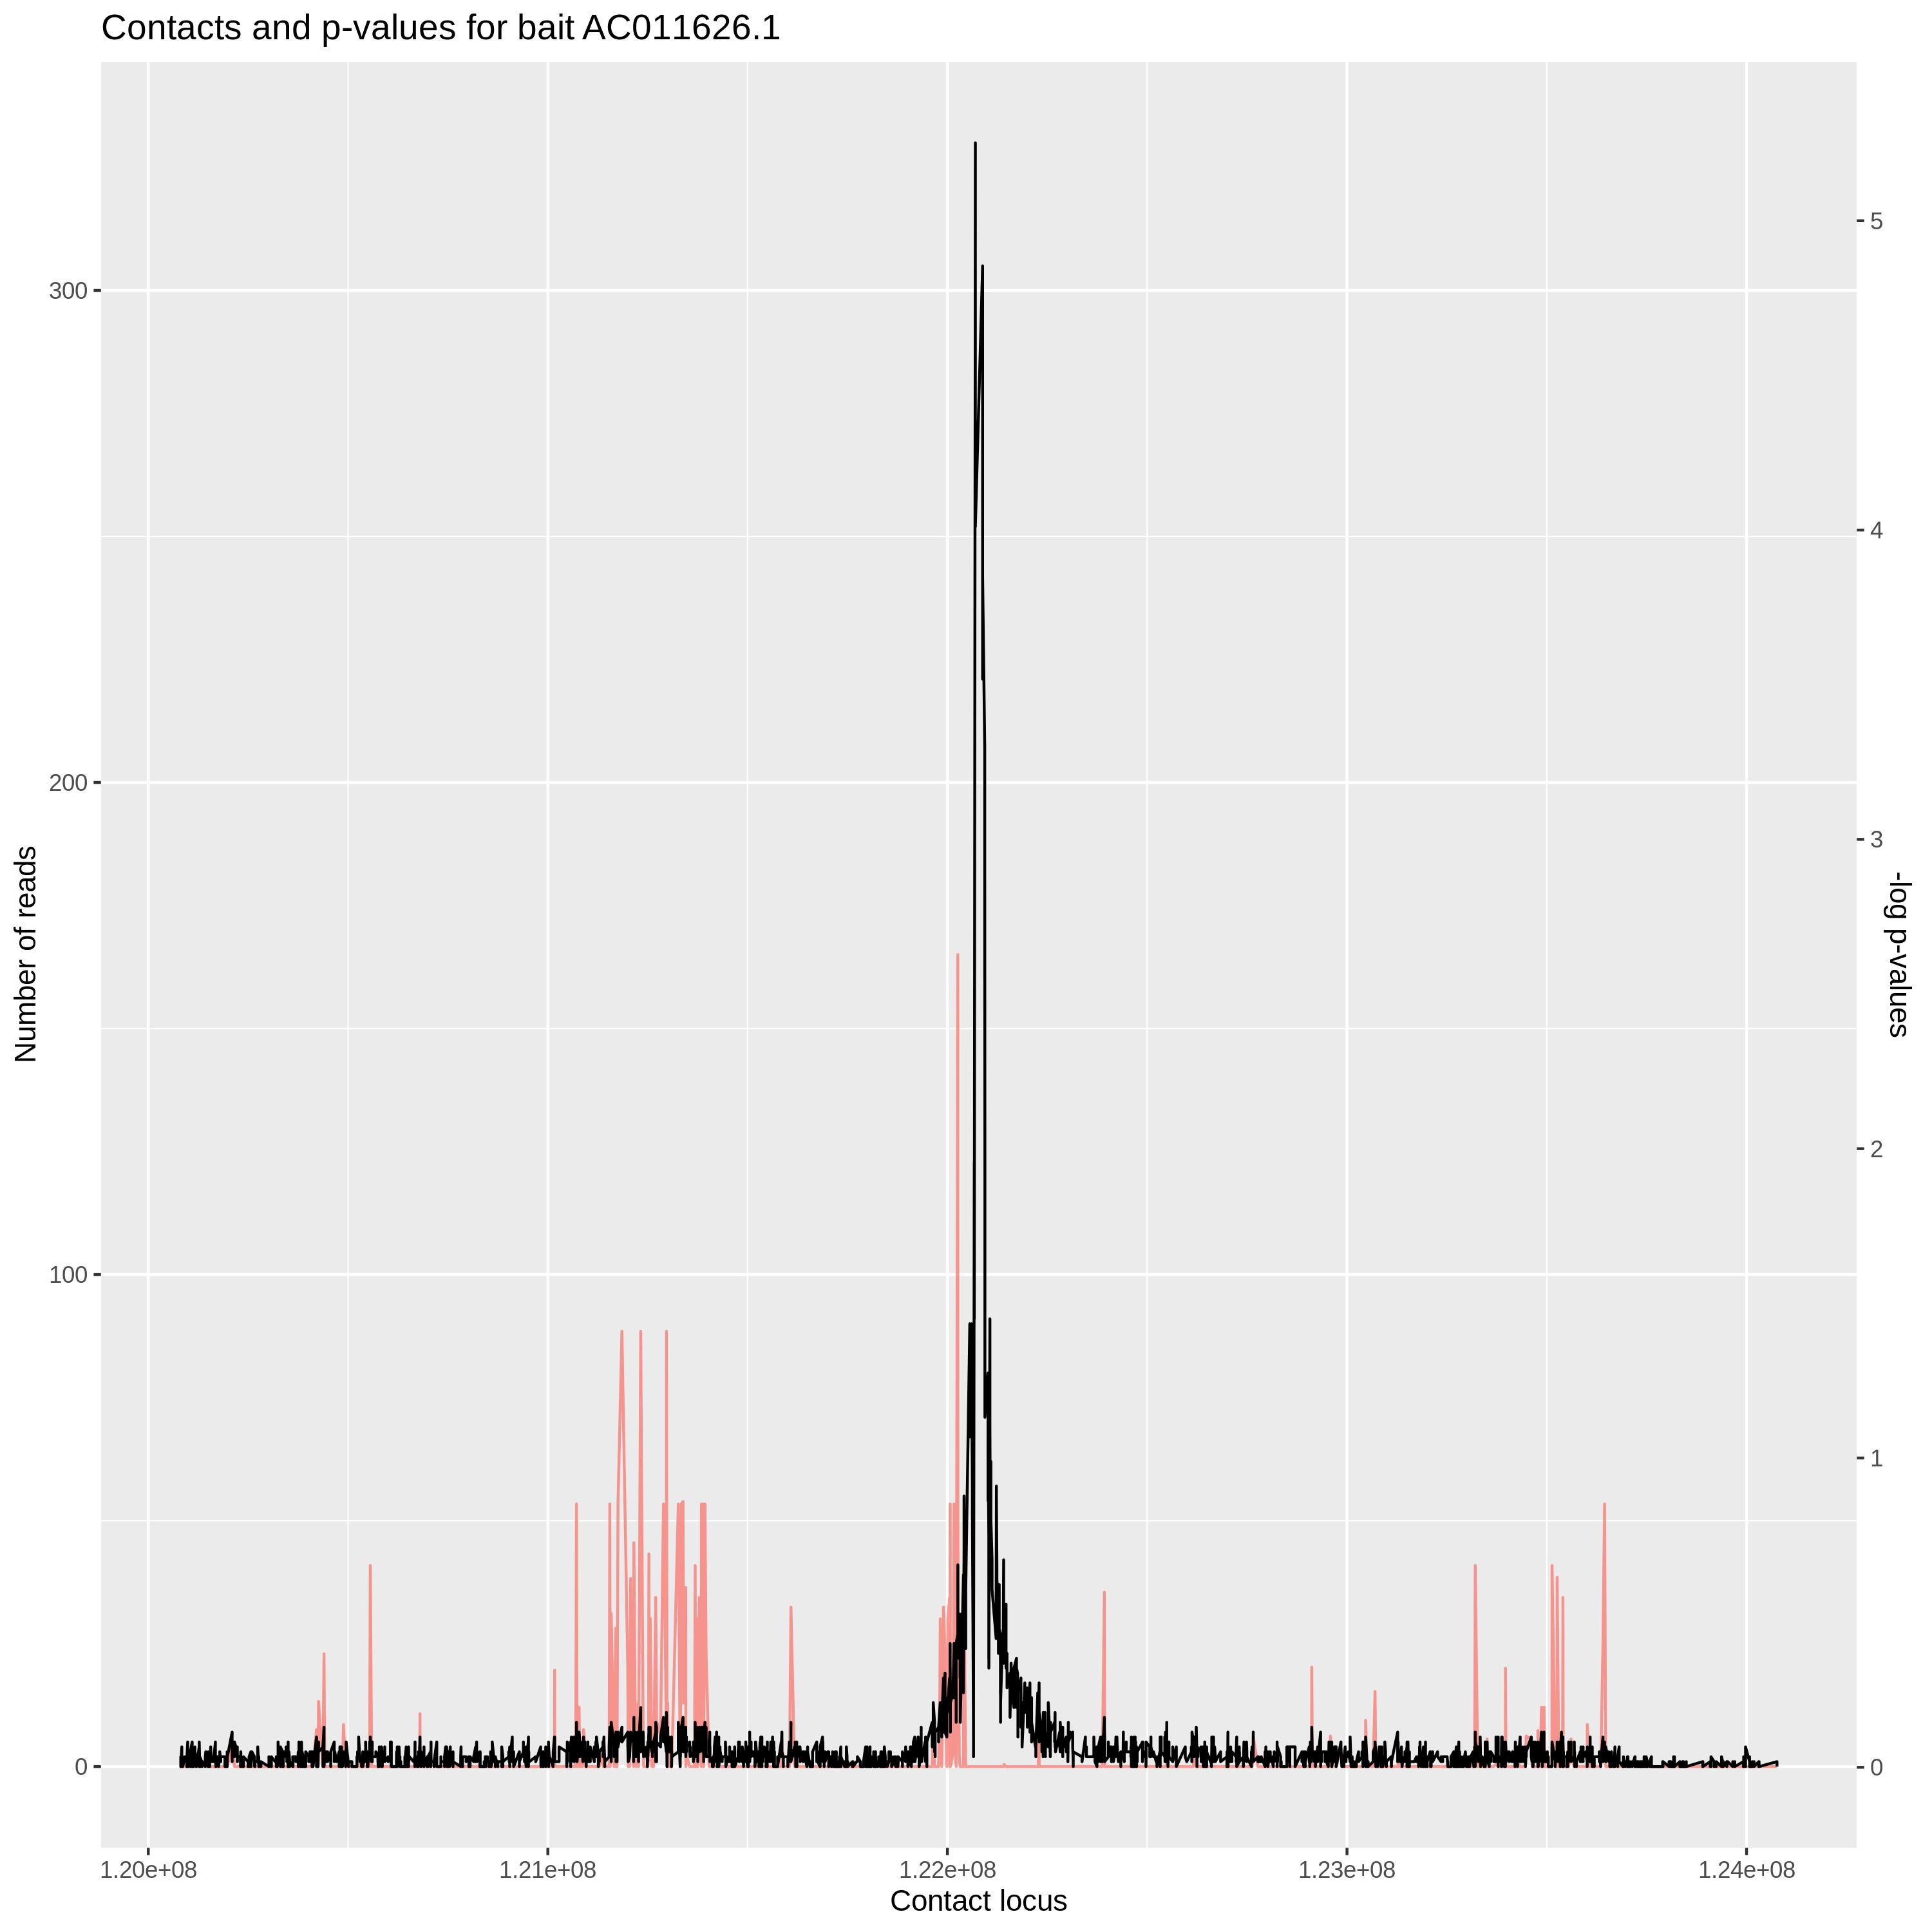 Contacts and p-values for bait AC011626.1
Number of reads
300
200
100
0
5
4
3
2
1
0
-log p-values
1.20e+08 1.21e+08 1.22e+08 1.23e+08 1.24e+08
Contact locus